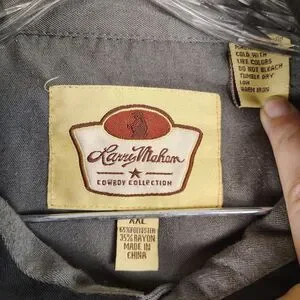 COLD WITH
LIKE COLORS
DO NOT BLEACH
TUMBLE DRY
LOW
WARM IRON
Larry Mahan
COWBOY COLLECTION
XXL
65% POLYESTER
35% RAYON
MADE IN
CHINA